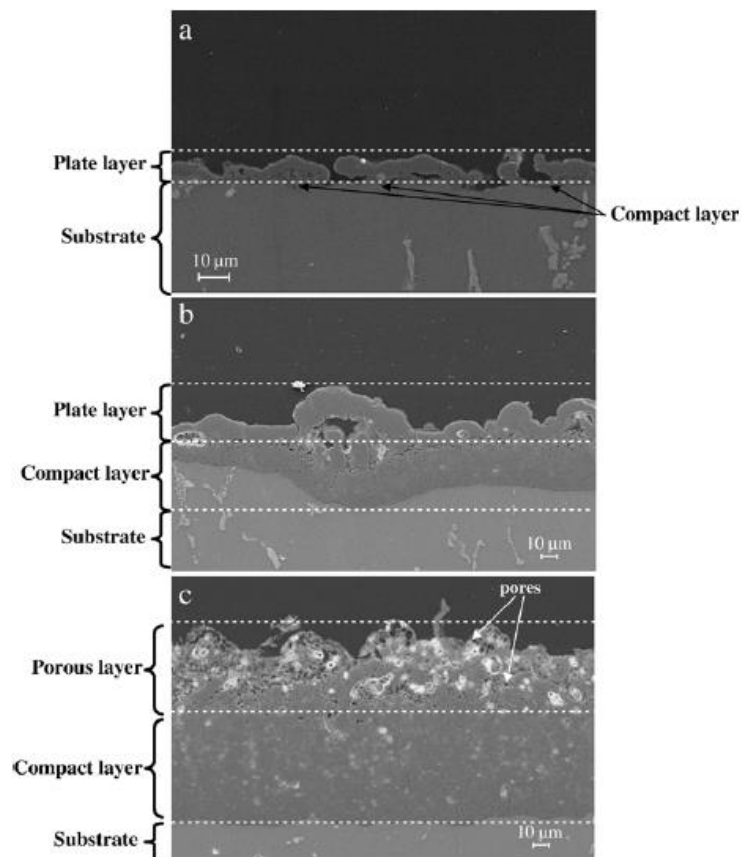 a
Plate layer
Compact layer
Substrate
10 µm
b
Plate layer
Compact layer
Substrate
10 µm
c
pores
Porous layer
Compact layer
Substrate
10 µm